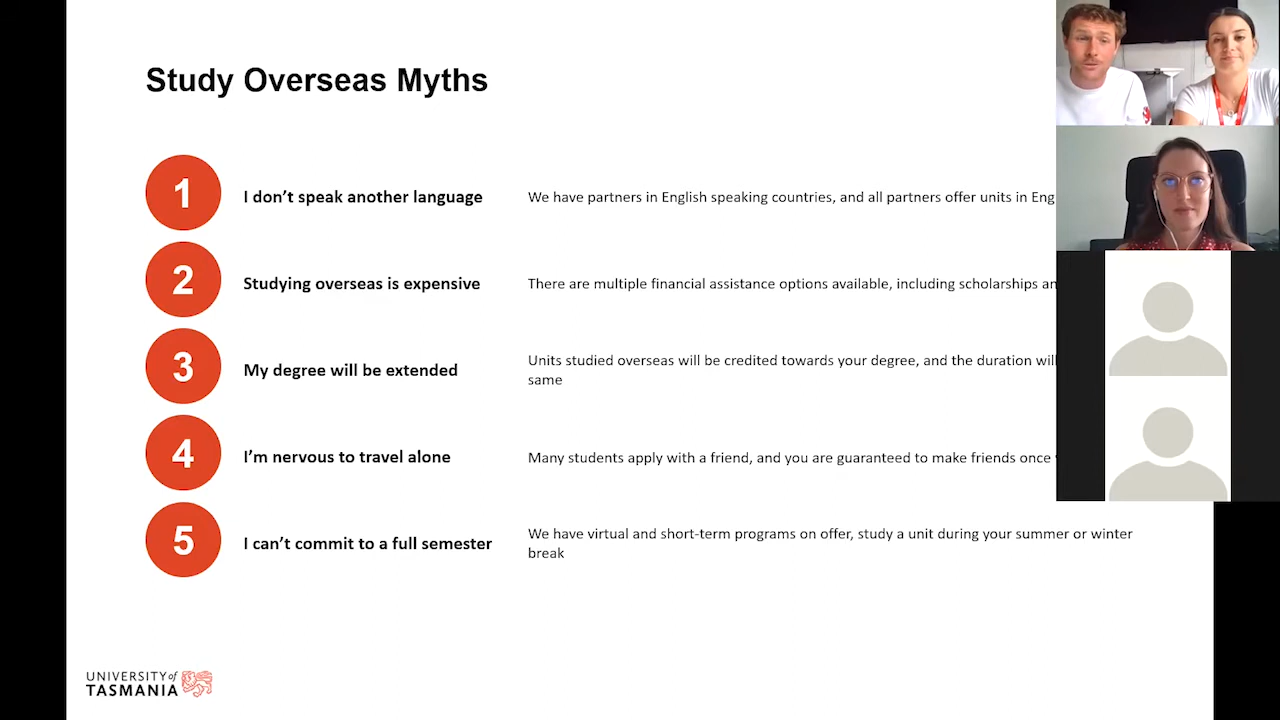 Study Overseas Myths
1
I don’t speak another language
We have partners in English speaking countries, and all partners offer units in
2
Studying overseas is expensive
There are multiple financial assistance options available, including scholarships
3
My degree will be extended
Units studied overseas will be credited towards your degree, and the duration
same
4
I’m nervous to travel alone
Many students apply with a friend, and you are guaranteed to make friends once
5
I can’t commit to a full semester
We have virtual and short-term programs on offer, study a unit during your summer or winter
break
UNIVERSITY of
TASMANIA